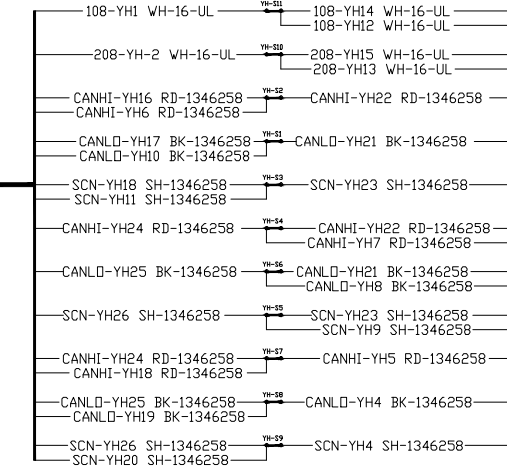 108-YH1 WH-16-UL YH-S11 108-YH14 WH-16-UL
108-YH12 WH-16-UL
208-YH-2 WH-16-UL YH-S10 208-YH15 WH-16-UL
208-YH13 WH-16-UL
CANHI-YH16 RD-1346258 YH-S2 CANHI-YH22 RD-1346258
CANHI-YH6 RD-1346258
CANLO-YH17 BK-1346258 YH-S1 CANLO-YH21 BK-1346258
CANLO-YH10 BK-1346258
SCN-YH18 SH-1346258 YH-S3 SCN-YH23 SH-1346258
SCN-YH11 SH-1346258
CANHI-YH24 RD-1346258 YH-S4 CANHI-YH22 RD-1346258
CANHI-YH7 RD-1346258
CANLO-YH25 BK-1346258 YH-S6 CANLO-YH21 BK-1346258
CANLO-YH8 BK-1346258
SCN-YH26 SH-1346258 YH-S5 SCN-YH23 SH-1346258
SCN-YH9 SH-1346258
CANHI-YH24 RD-1346258 YH-S7 CANHI-YH5 RD-1346258
CANHI-YH18 RD-1346258
CANLO-YH25 BK-1346258 YH-S8 CANLO-YH4 BK-1346258
CANLO-YH19 BK-1346258
SCN-YH26 SH-1346258 YH-S9 SCN-YH4 SH-1346258
SCN-YH20 SH-1346258